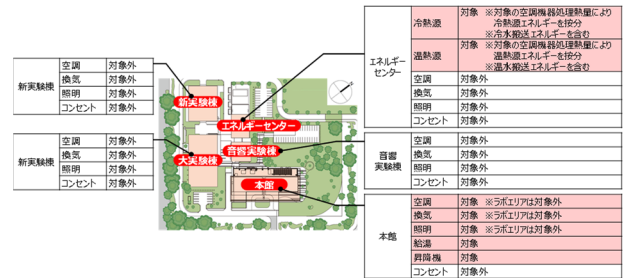 新実験棟
空調 対象外
換気 対象外
照明 対象外
コンセント 対象外
新実験棟
空調 対象外
換気 対象外
照明 対象外
コンセント 対象外
新実験棟
エネルギーセンター
音響実験棟
大実験棟
本館
エネルギー
センター
冷熱源 対象 ※対象の空調機器処理熱量により
冷熱源エネルギーを按分
※冷水搬送エネルギーを含む
温熱源 対象 ※対象の空調機器処理熱量により
温熱源エネルギーを按分
※温水搬送エネルギーを含む
空調 対象外
換気 対象外
照明 対象外
コンセント 対象外
音響
実験棟
空調 対象外
換気 対象外
照明 対象外
コンセント 対象外
本館
空調 対象 ※ラボエリアは対象外
換気 対象 ※ラボエリアは対象外
照明 対象 ※ラボエリアは対象外
給湯 対象
昇降機 対象
コンセント 対象外